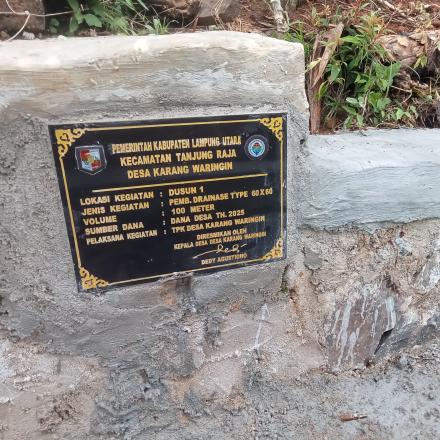 PEMERINTAH KABUPATEN LAMPUNG UTARA
KECAMATAN TANJUNG RAJA
DESA KARANG WARINGIN
LOKASI KEGIATAN : DUSUN 1
JENIS KEGIATAN : PEMB. DRAINASE TYPE 60 X 60
VOLUME : 100 METER
SUMBER DANA : DANA DESA TH. 2025
PELAKSANA KEGIATAN : TPK DESA KARANG WARINGIN
DIRESMIKAN OLEH
KEPALA DESA KARANG WARINGIN
DEDY AGUSTIONO